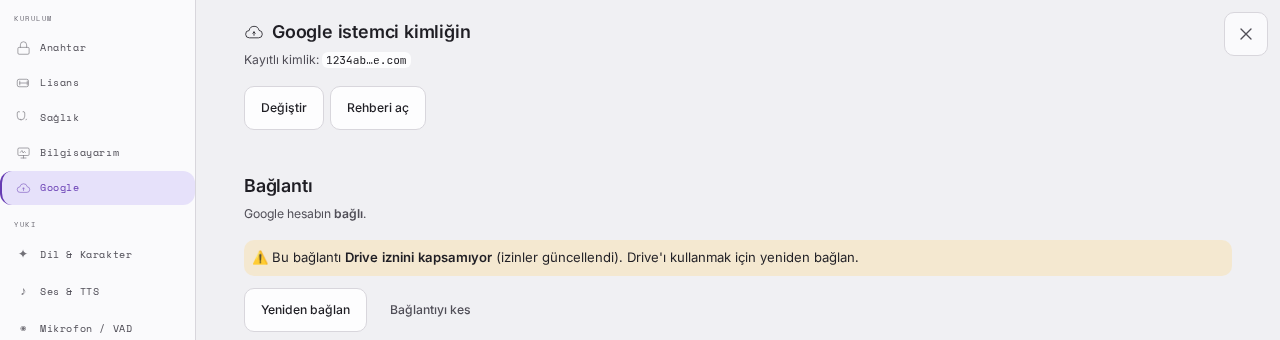 KURULUM
Anahtar
Lisans
Sağlık
Bilgisayarım
Google
YUKI
Dil & Karakter
Ses & TTS
Mikrofon / VAD
Google istemci kimliğin
Kayıtlı kimlik: 1234ab…e.com
Değiştir Rehberi aç
Bağlantı
Google hesabın bağlı.
⚠️ Bu bağlantı Drive iznini kapsamıyor (izinler güncellendi). Drive'ı kullanmak için yeniden bağlan.
Yeniden bağlan Bağlantıyı kes